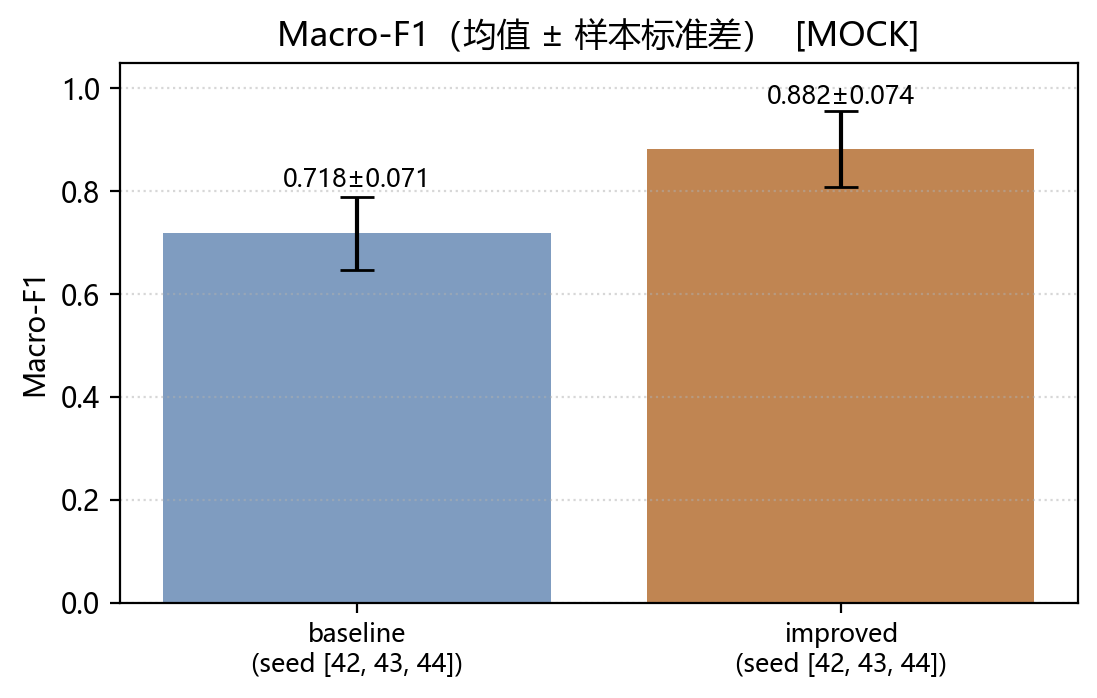 Macro-F1（均值 ± 样本标准差） [MOCK]
1.0
0.8
0.6
0.4
0.2
0.0
Macro-F1
0.718±0.071
0.882±0.074
baseline
(seed [42, 43, 44])
improved
(seed [42, 43, 44])